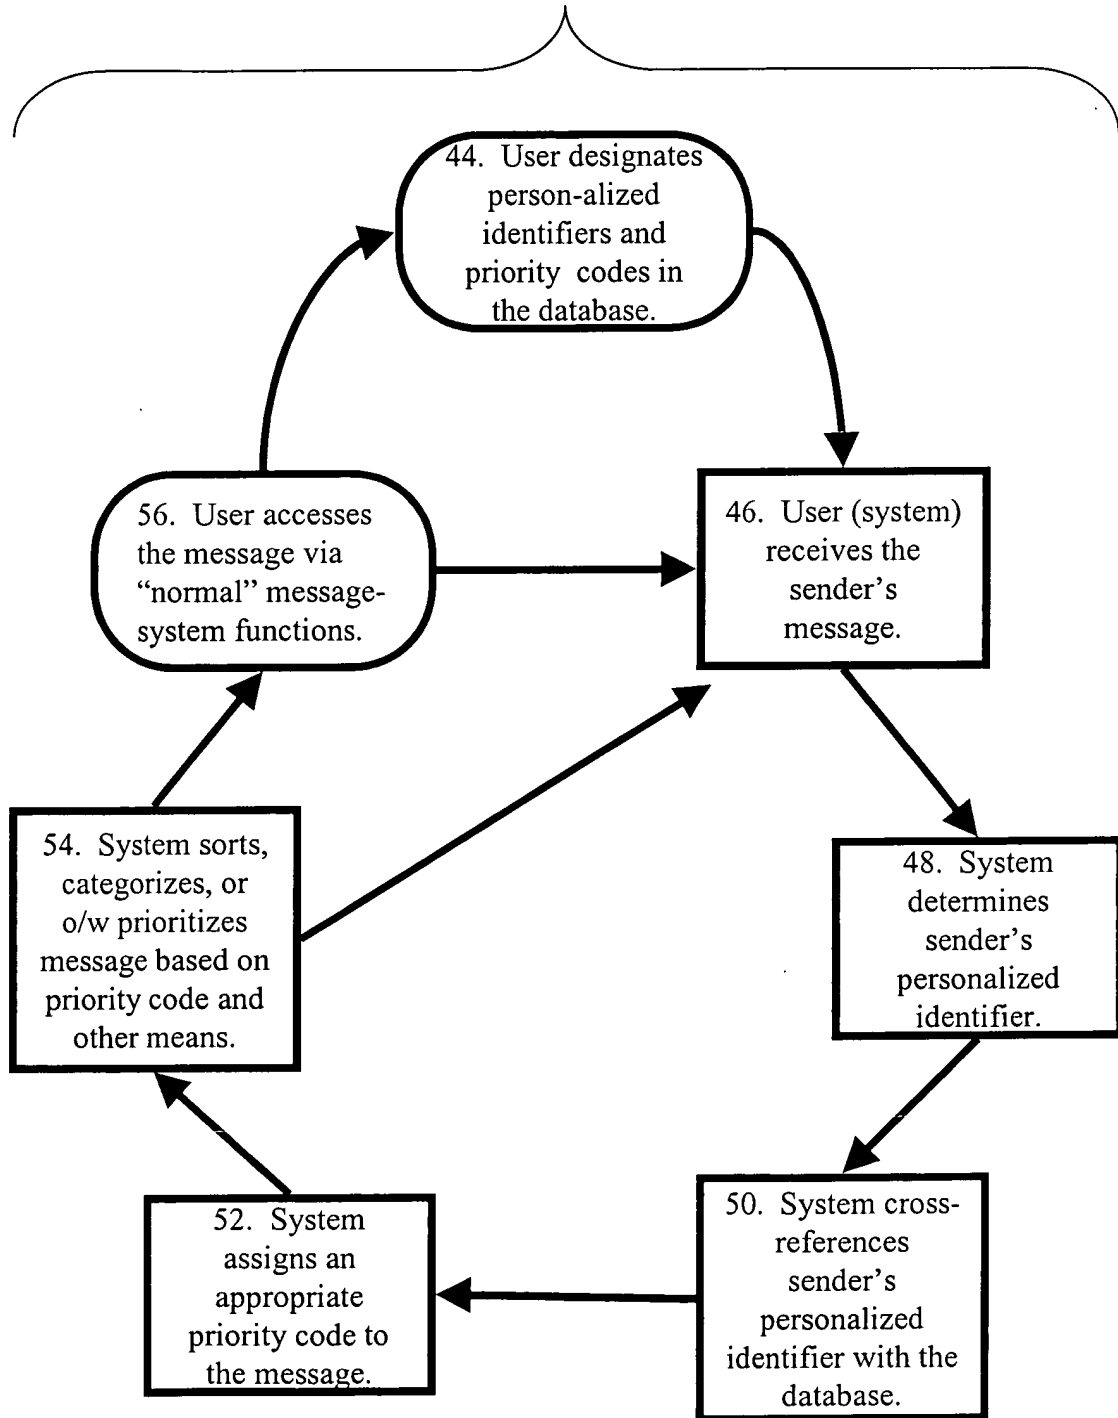 44. User designates
person-alized
identifiers and
priority codes in
the database.
56. User accesses
the message via
“normal” message-
system functions.
46. User (system)
receives the
sender’s
message.
54. System sorts,
categorizes, or
o/w prioritizes
message based on
priority code and
other means.
48. System
determines
sender’s
personalized
identifier.
52. System
assigns an
appropriate
priority code to
the message.
50. System cross-
references
sender’s
personalized
identifier with the
database.